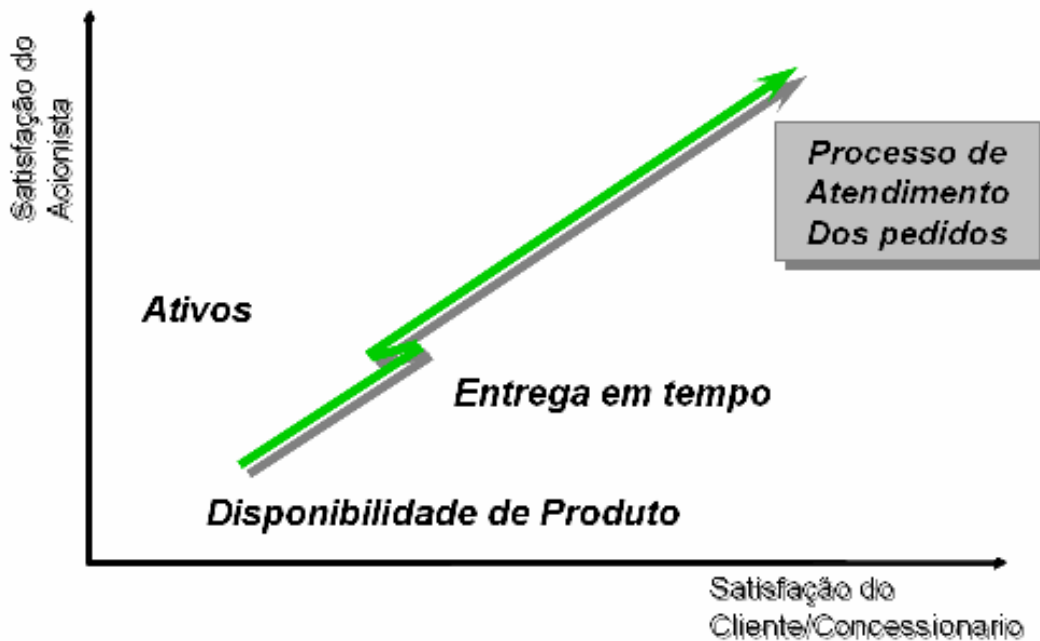 Satisfação do
Acionista
Processo de
Atendimento
Dos pedidos
Ativos
Entrega em tempo
Disponibilidade de Produto
Satisfação do
Cliente/Concessionario